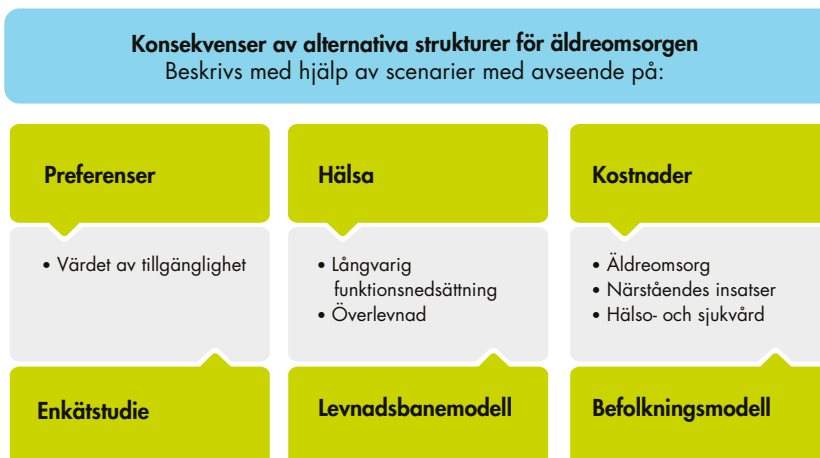 Konsekvenser av alternativa strukturer för äldreomsorgen
Beskrivs med hjälp av scenarier med avseende på:
Preferenser
• Värdet av tillgänglighet
Enkätstudie
Hälsa
• Långvarig
funktionsnedsättning
• Överlevnad
Levnadsbanemodell
Kostnader
• Äldreomsorg
• Närståendes insatser
• Hälso- och sjukvård
Befolkningsmodell